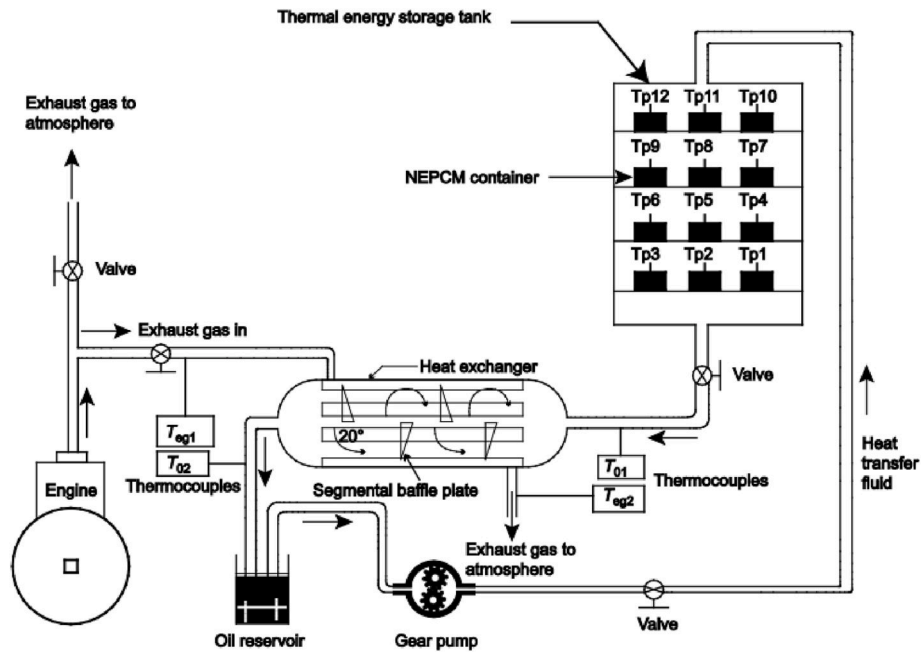 Thermal energy storage tank
Exhaust gas to
atmosphere
Tp12 Tp11 Tp10
Tp9 Tp8 Tp7
NEPCM container
Tp6 Tp5 Tp4
Tp3 Tp2 Tp1
Valve
Exhaust gas in
Heat exchanger
Valve
Teg1
20°
T02
Thermocouples
Segmental baffle plate
T01
Thermocouples
Teg2
Heat
transfer
fluid
Engine
Exhaust gas to
atmosphere
Oil reservoir
Gear pump
Valve